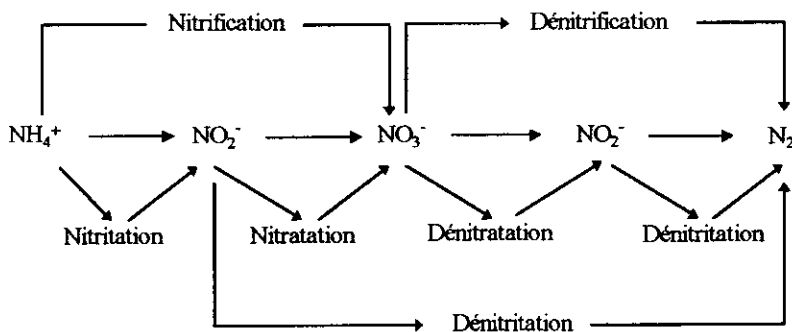 Nitrification Dénitrification
NH₄⁺ NO₂⁻ NO₃⁻ NO₂⁻ N₂
Nitritation Nitratation Dénitratation Dénitritation
Dénitritation